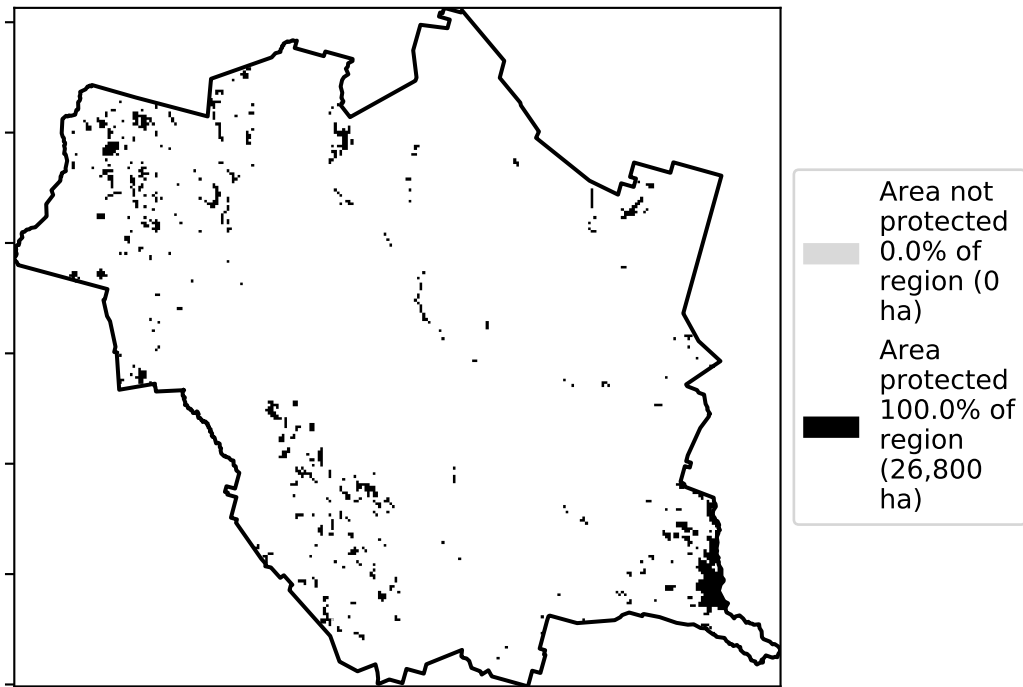 Area not
protected
0.0% of
region (0
ha)
Area
protected
100.0% of
region
(26,800
ha)